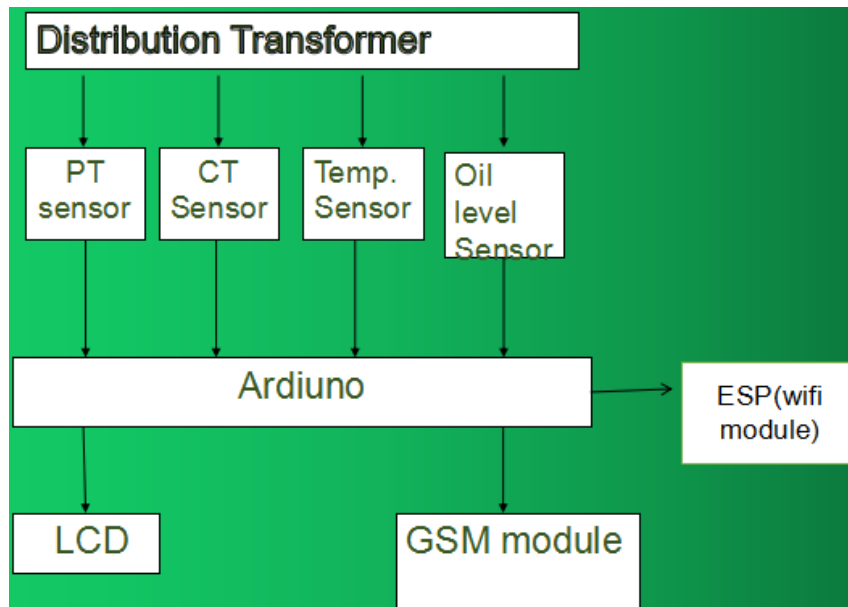 Distribution Transformer
PT
sensor
CT
Sensor
Temp.
Sensor
Oil
level
Sensor
Ardiuno
ESP(wifi
module)
LCD
GSM module